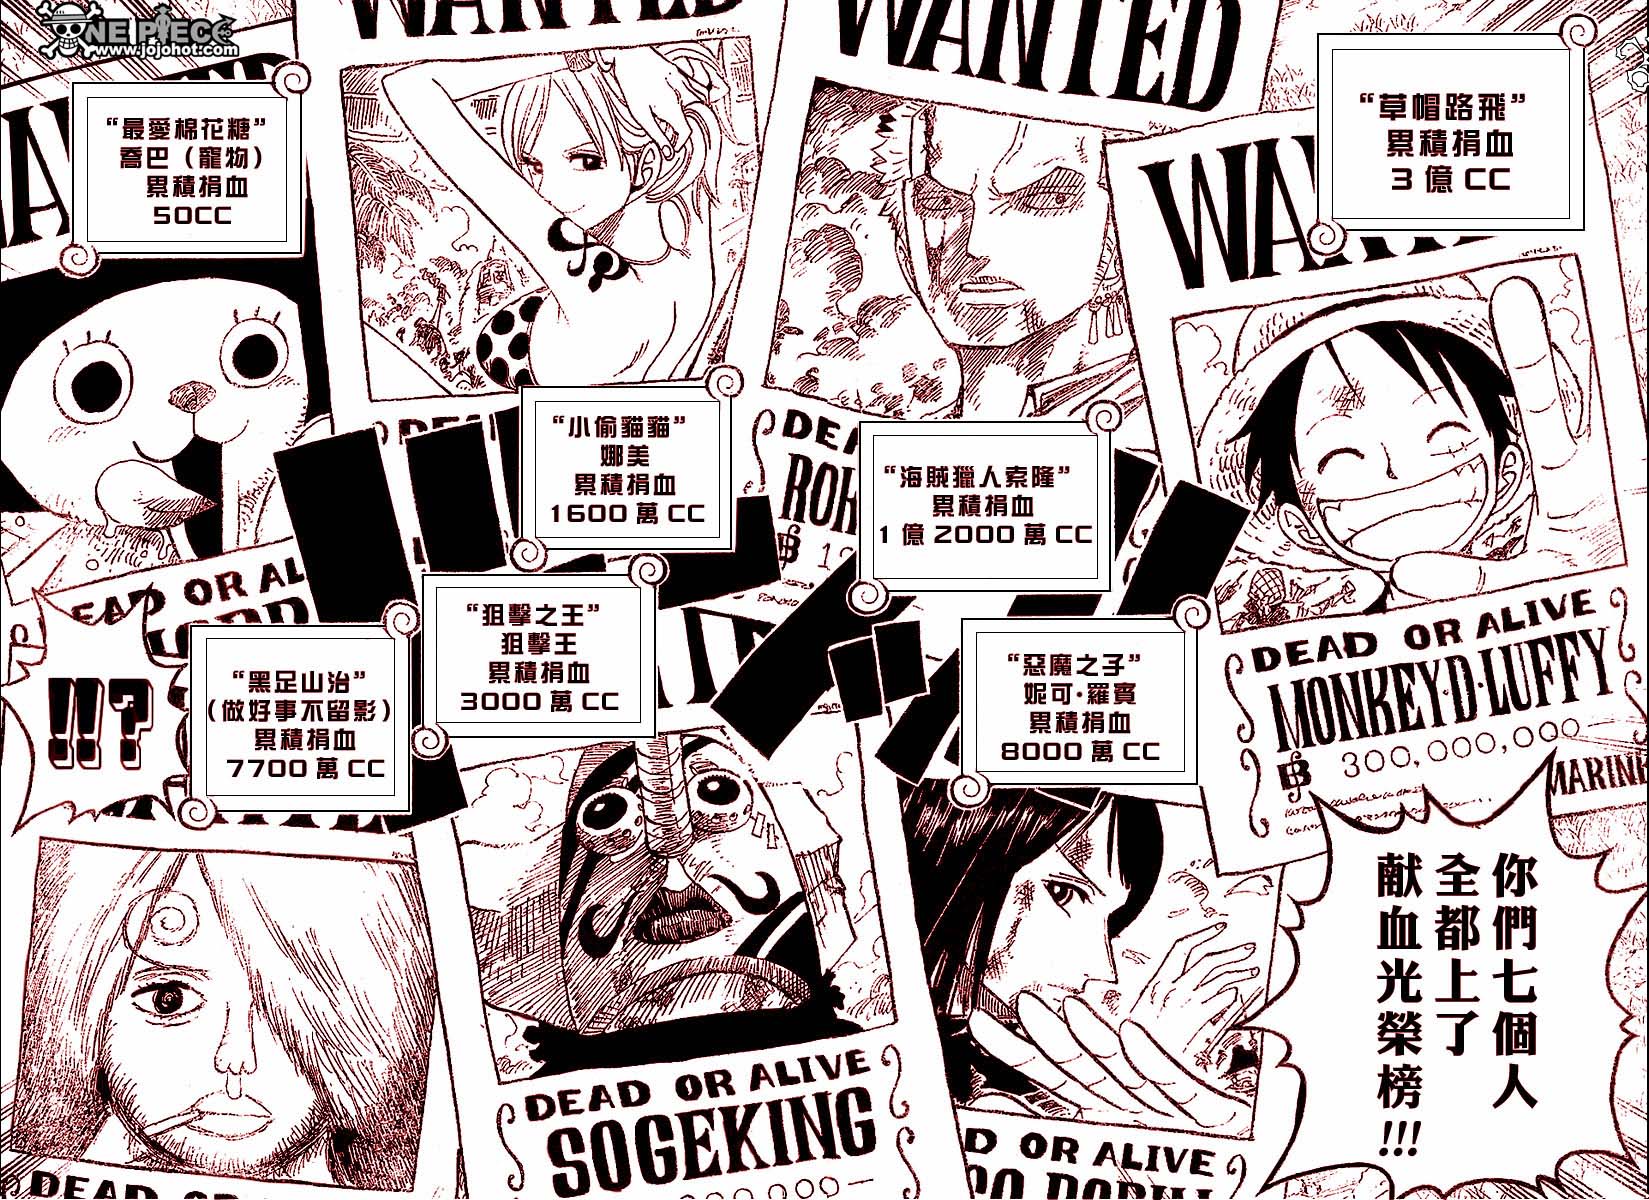 ONE PIECE
www.jojohot.com
WANTED
WANTED
“草帽路飛”
累積捐血
3 億 CC
“最愛棉花糖”
喬巴（寵物）
累積捐血
50CC
“小偷貓貓”
娜美
累積捐血
1600 萬 CC
“海賊獵人索隆”
累積捐血
1 億 2000 萬 CC
“狙擊之王”
狙擊王
累積捐血
3000 萬 CC
“惡魔之子”
妮可·羅賓
累積捐血
8000 萬 CC
“黑足山治”
（做好事不留影）
累積捐血
7700 萬 CC
!!?
DEAD OR AL
DEAD OR ALIVE
MONKEY·D·LUFFY
300,000,000
MARINE
DEAD OR ALIVE
SOGEKING
OR ALIVE
DEAD OR AL
你們七個人
全都上了
献血光榮榜!!!